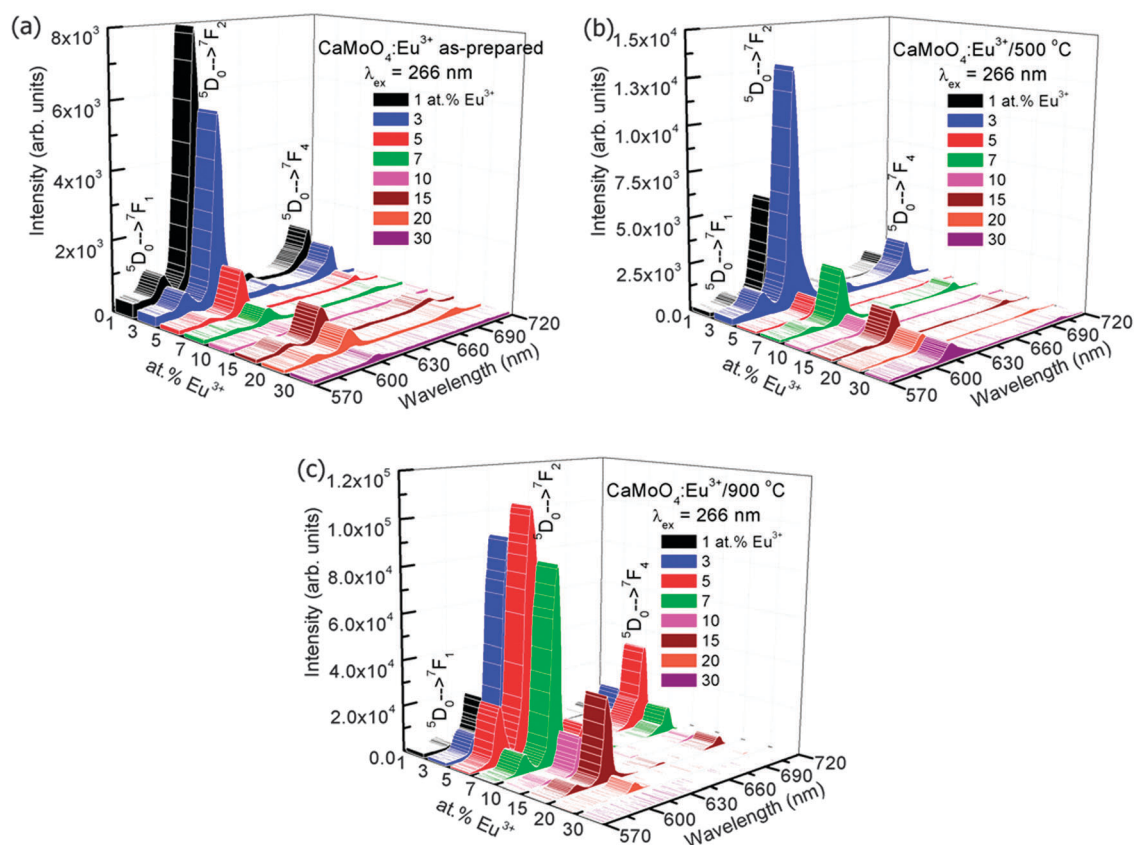 (a)
8x10³
6x10³
4x10³
2x10³
0
Intensity (arb. units)
⁵D₀-->⁷F₁
⁵D₀-->⁷F₂
⁵D₀-->⁷F₄
CaMoO₄:Eu³⁺ as-prepared
λₑₓ = 266 nm
1 at.% Eu³⁺
3
5
7
10
15
20
30
1
3
5
7
10
15
20
30
at.% Eu³⁺
570
600
630
660
690
720
Wavelength (nm)
(b)
1.5x10⁴
1.3x10⁴
1.0x10⁴
7.5x10³
5.0x10³
2.5x10³
0.0
Intensity (arb. units)
⁵D₀-->⁷F₁
⁵D₀-->⁷F₂
⁵D₀-->⁷F₄
CaMoO₄:Eu³⁺/500 °C
λₑₓ = 266 nm
1 at.% Eu³⁺
3
5
7
10
15
20
30
1
3
5
7
10
15
20
30
at.% Eu³⁺
570
600
630
660
690
720
Wavelength (nm)
(c)
1.2x10⁵
1.0x10⁵
8.0x10⁴
6.0x10⁴
4.0x10⁴
2.0x10⁴
0.0
Intensity (arb. units)
⁵D₀-->⁷F₁
⁵D₀-->⁷F₂
⁵D₀-->⁷F₄
CaMoO₄:Eu³⁺/900 °C
λₑₓ = 266 nm
1 at.% Eu³⁺
3
5
7
10
15
20
30
1
3
5
7
10
15
20
30
at.% Eu³⁺
570
600
630
660
690
720
Wavelength (nm)